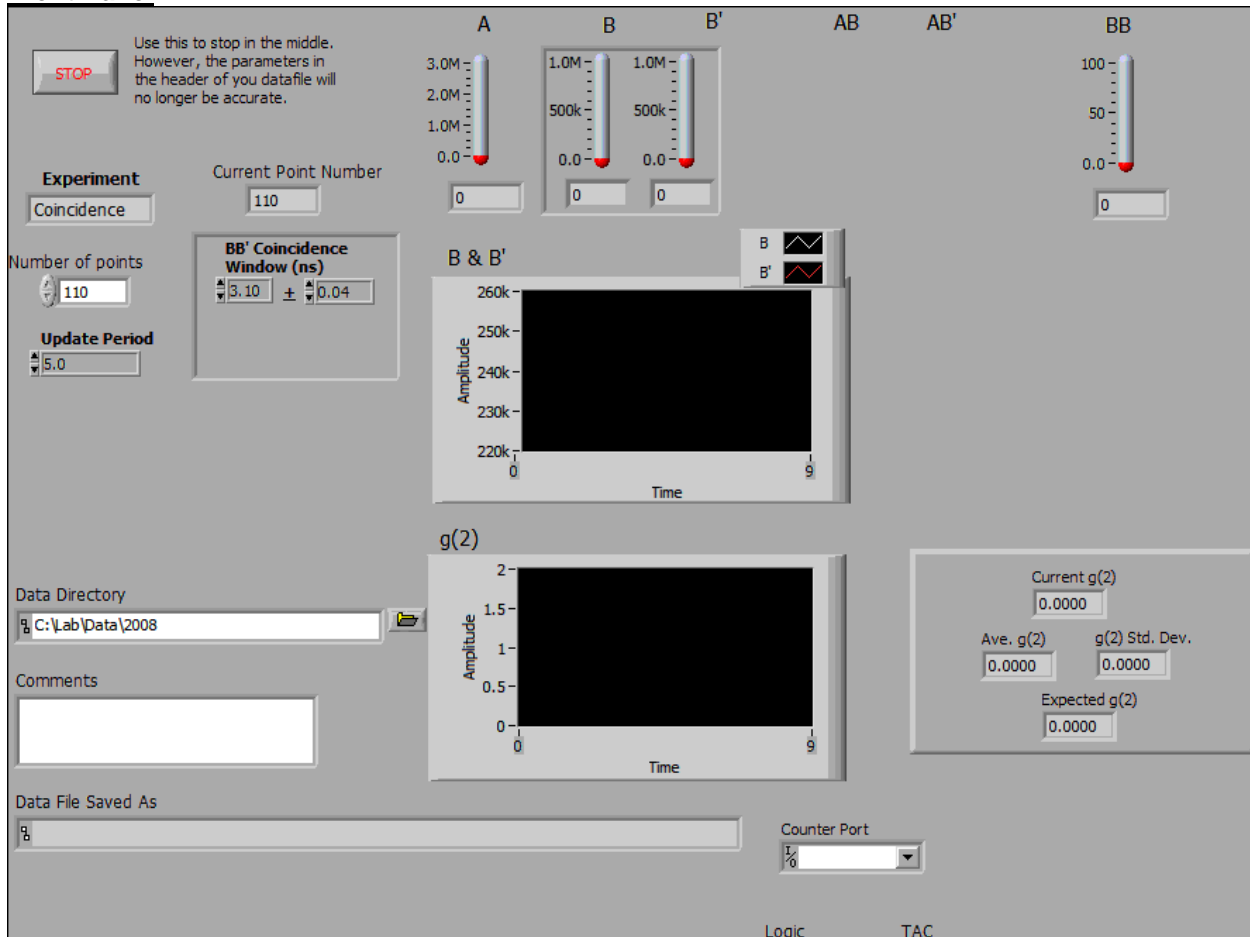 A B B' AB AB' BB
STOP
Use this to stop in the middle.
However, the parameters in
the header of you datafile will
no longer be accurate.
3.0M
2.0M
1.0M
0.0
0
1.0M
500k
0.0
0
1.0M
500k
0.0
0
100
50
0.0
0
Experiment
Coincidence
Current Point Number
110
Number of points
110
BB' Coincidence
Window (ns)
3.10 ± 0.04
Update Period
5.0
B & B'
B
B'
260k
250k
240k
230k
220k
Amplitude
0 9
Time
g(2)
2
1.5
1
0.5
0
Amplitude
0 9
Time
Current g(2)
0.0000
Ave. g(2) g(2) Std. Dev.
0.0000 0.0000
Expected g(2)
0.0000
Data Directory
C:\Lab\Data\2008
Comments
Data File Saved As
Counter Port
I/O
Logic TAC